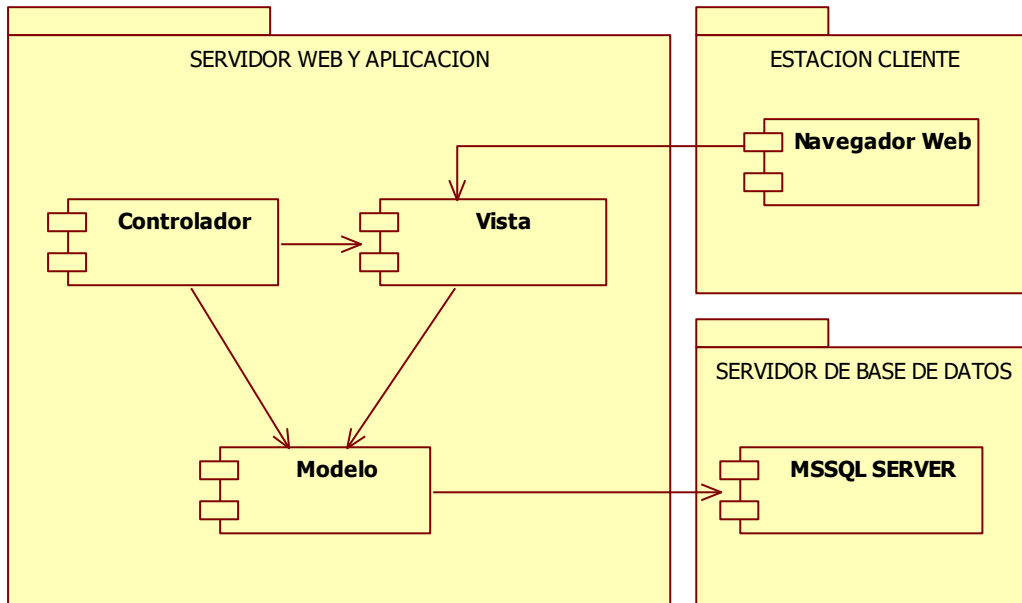 SERVIDOR WEB Y APLICACION
ESTACION CLIENTE
Navegador Web
Controlador
Vista
SERVIDOR DE BASE DE DATOS
Modelo
MSSQL SERVER